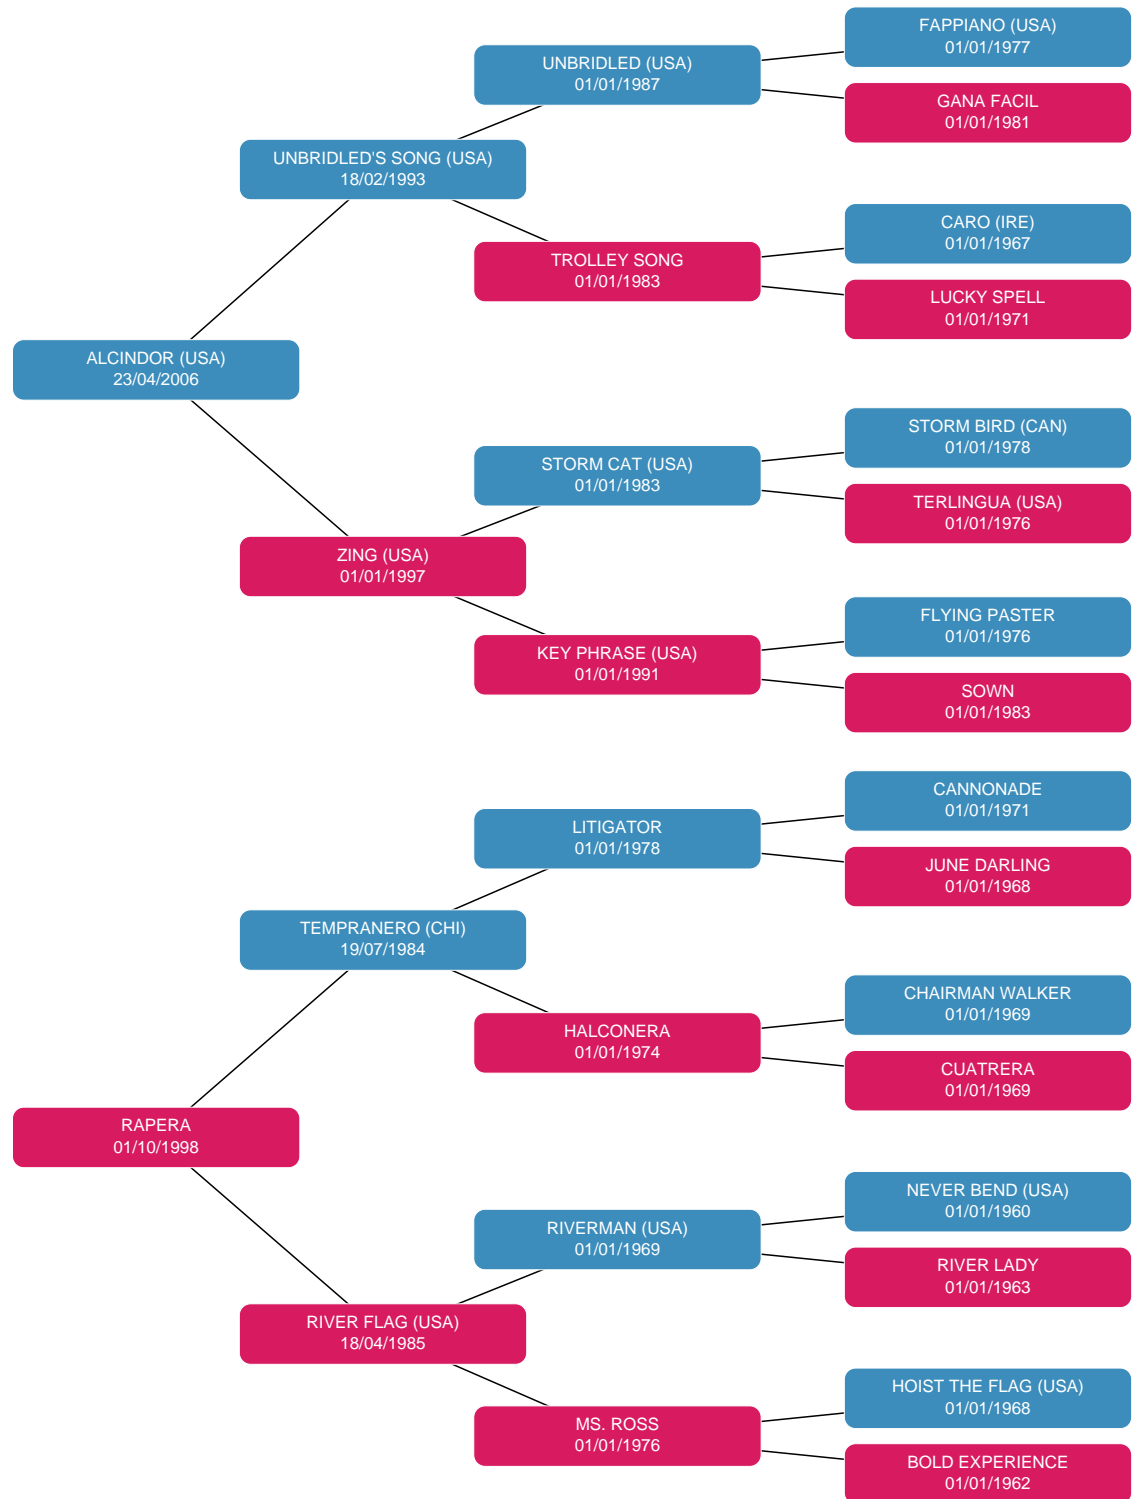 FAPPIANO (USA)
01/01/1977
UNBRIDLED (USA)
01/01/1987
GANA FACIL
01/01/1981
UNBRIDLED'S SONG (USA)
18/02/1993
CARO (IRE)
01/01/1967
TROLLEY SONG
01/01/1983
LUCKY SPELL
01/01/1971
ALCINDOR (USA)
23/04/2006
STORM BIRD (CAN)
01/01/1978
STORM CAT (USA)
01/01/1983
TERLINGUA (USA)
01/01/1976
ZING (USA)
01/01/1997
FLYING PASTER
01/01/1976
KEY PHRASE (USA)
01/01/1991
SOWN
01/01/1983
CANNONADE
01/01/1971
LITIGATOR
01/01/1978
JUNE DARLING
01/01/1968
TEMPRANERO (CHI)
19/07/1984
CHAIRMAN WALKER
01/01/1969
HALCONERA
01/01/1974
CUATRERA
01/01/1969
RAPERA
01/10/1998
NEVER BEND (USA)
01/01/1960
RIVERMAN (USA)
01/01/1969
RIVER LADY
01/01/1963
RIVER FLAG (USA)
18/04/1985
HOIST THE FLAG (USA)
01/01/1968
MS. ROSS
01/01/1976
BOLD EXPERIENCE
01/01/1962